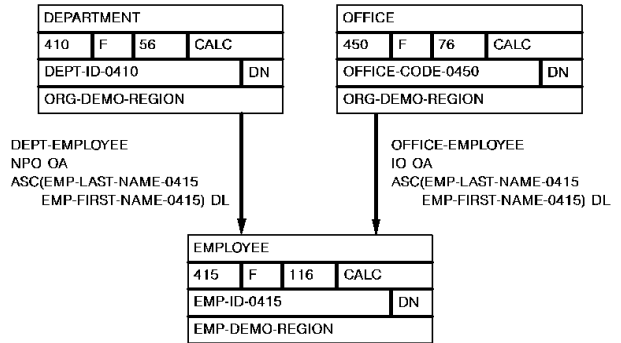 DEPARTMENT
410 F 56 CALC
DEPT-ID-0410 DN
ORG-DEMO-REGION
OFFICE
450 F 76 CALC
OFFICE-CODE-0450 DN
ORG-DEMO-REGION
DEPT-EMPLOYEE
NPO OA
ASC(EMP-LAST-NAME-0415
EMP-FIRST-NAME-0415) DL
OFFICE-EMPLOYEE
IO OA
ASC(EMP-LAST-NAME-0415
EMP-FIRST-NAME-0415) DL
EMPLOYEE
415 F 116 CALC
EMP-ID-0415 DN
EMP-DEMO-REGION